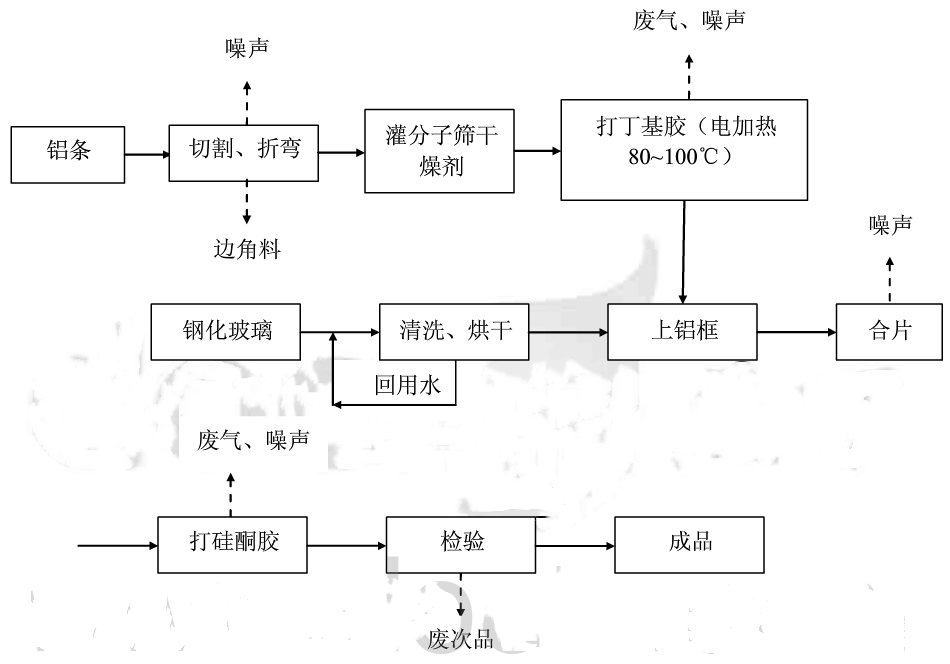 噪声
废气、噪声
铝条
切割、折弯
灌分子筛干
燥剂
打丁基胶（电加热
80~100℃）
边角料
噪声
钢化玻璃
清洗、烘干
上铝框
合片
回用水
废气、噪声
打硅酮胶
检验
成品
废次品